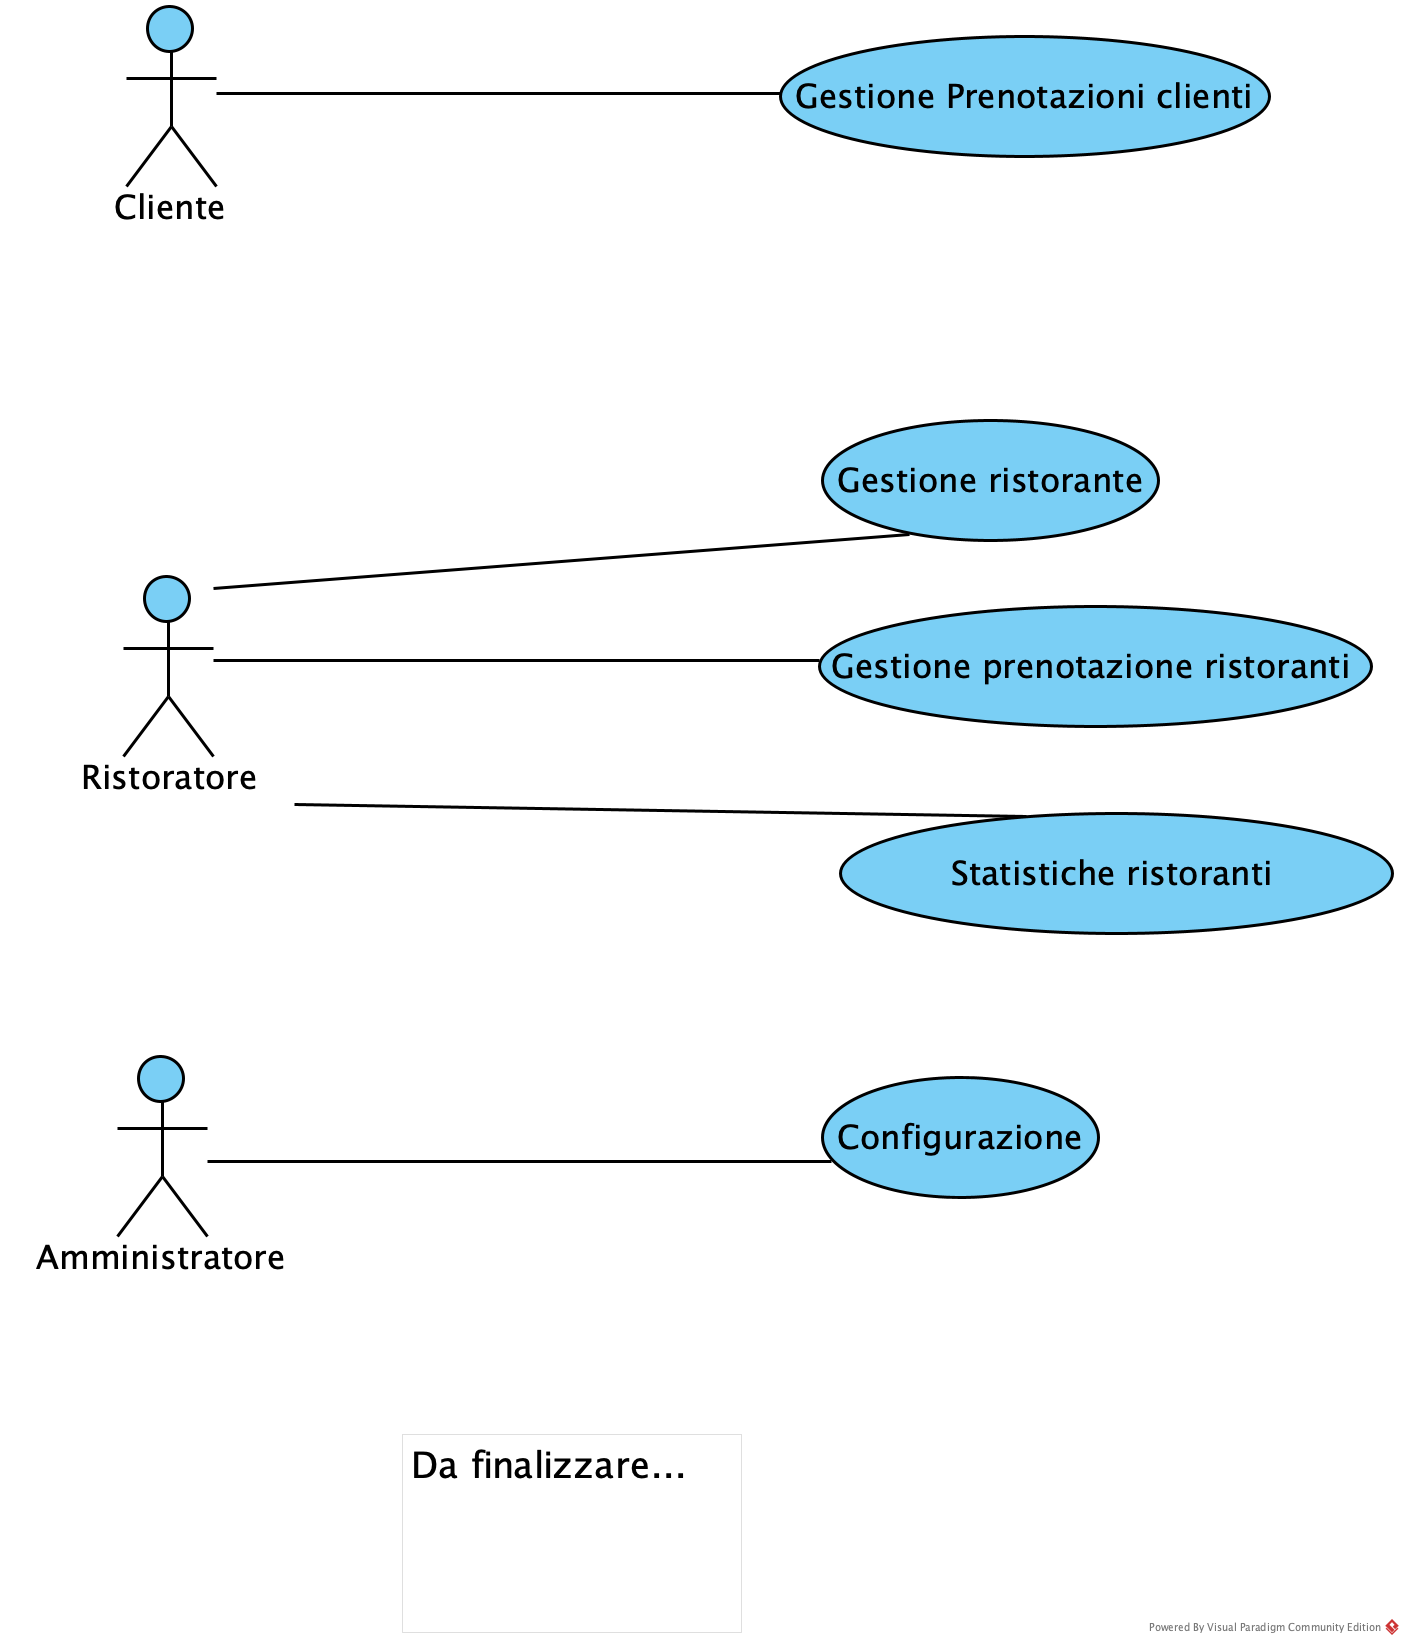 Gestione Prenotazioni clienti
Cliente
Gestione ristorante
Gestione prenotazione ristoranti
Ristoratore
Statistiche ristoranti
Configurazione
Amministratore
Da finalizzare...
Powered By Visual Paradigm Community Edition